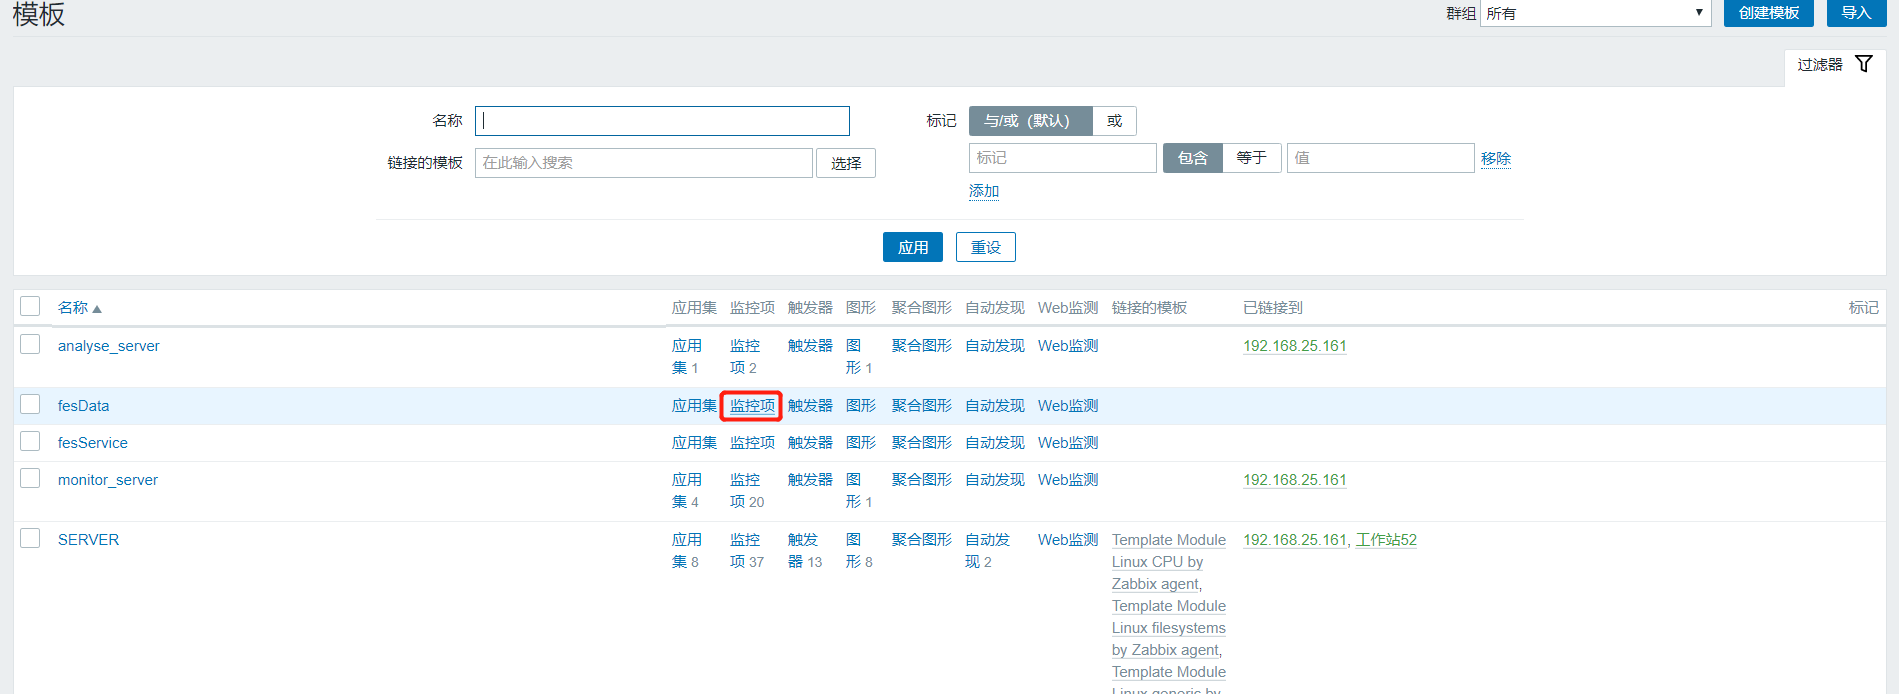 模板
群组 所有 创建模板 导入
过滤器
名称 标记 与/或（默认） 或
链接的模板 在此输入搜索 选择 标记 包含 等于 值 移除
添加
应用 重设
名称 应用集 监控项 触发器 图形 聚合图形 自动发现 Web监测 链接的模板 已链接到 标记
analyse_server 应用 监控 触发器 图 聚合图形 自动发现 Web监测 192.168.25.161
集 1 项 2 形 1
fesData 应用集 监控项 触发器 图形 聚合图形 自动发现 Web监测
fesService 应用集 监控项 触发器 图形 聚合图形 自动发现 Web监测
monitor_server 应用 监控 触发器 图 聚合图形 自动发现 Web监测 192.168.25.161
集 4 项 20 形 1
SERVER 应用 监控 触发 图 聚合图形 自动发 Web监测 Template Module 192.168.25.161, 工作站52
集 8 项 37 器 13 形 8 现 2 Linux CPU by
Zabbix agent,
Template Module
Linux filesystems
by Zabbix agent,
Template Module
Linux generic by